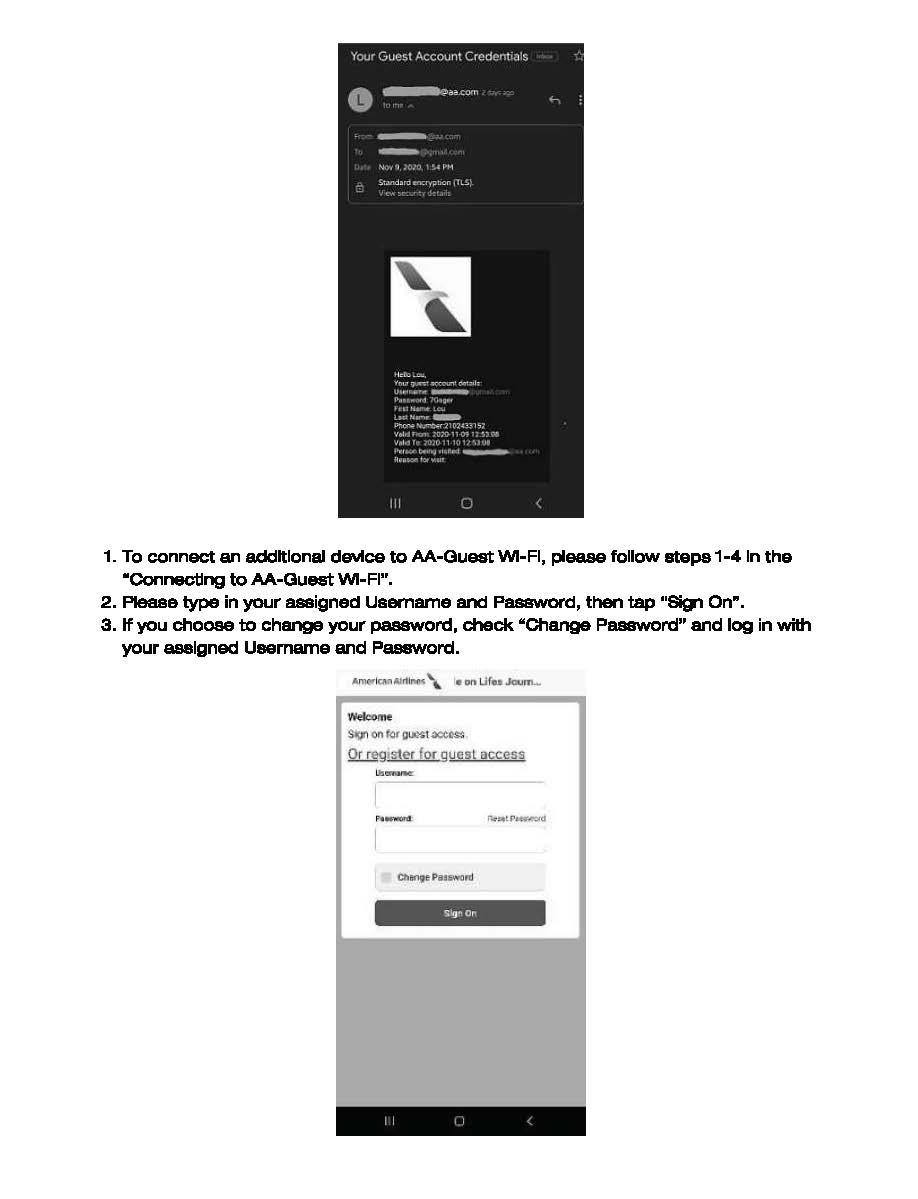 Your Guest Account Credentials Inbox
L
@aa.com 2 days ago
to me
From @aa.com
To @gmail.com
Date Nov 9, 2020, 1:54 PM
Standard encryption (TLS).
View security details
Hello Lou,
Your guest account details:
Username: @gmail.com
Password: 7Gsger
First Name: Lou
Last Name:
Phone Number:2102433152
Valid From: 2020-11-09 12:53:08
Valid To: 2020-11-10 12:53:08
Person being visited: @aa.com
Reason for visit:
1. To connect an additional device to AA-Guest Wi-Fi, please follow steps 1-4 in the
"Connecting to AA-Guest Wi-Fi".
2. Please type in your assigned Username and Password, then tap "Sign On".
3. If you choose to change your password, check "Change Password" and log in with
your assigned Username and Password.
American Airlines e on Lifes Journ...
Welcome
Sign on for guest access.
Or register for guest access
Username:
Password: Reset Password
Change Password
Sign On